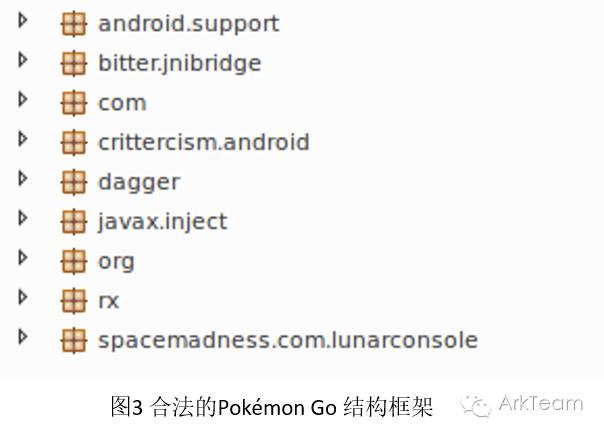 android.support
bitter.jnibridge
com
crittercism.android
dagger
javax.inject
org
rx
spacemadness.com.lunarconsole
图3 合法的Pokémon Go 结构框架
ArkTeam